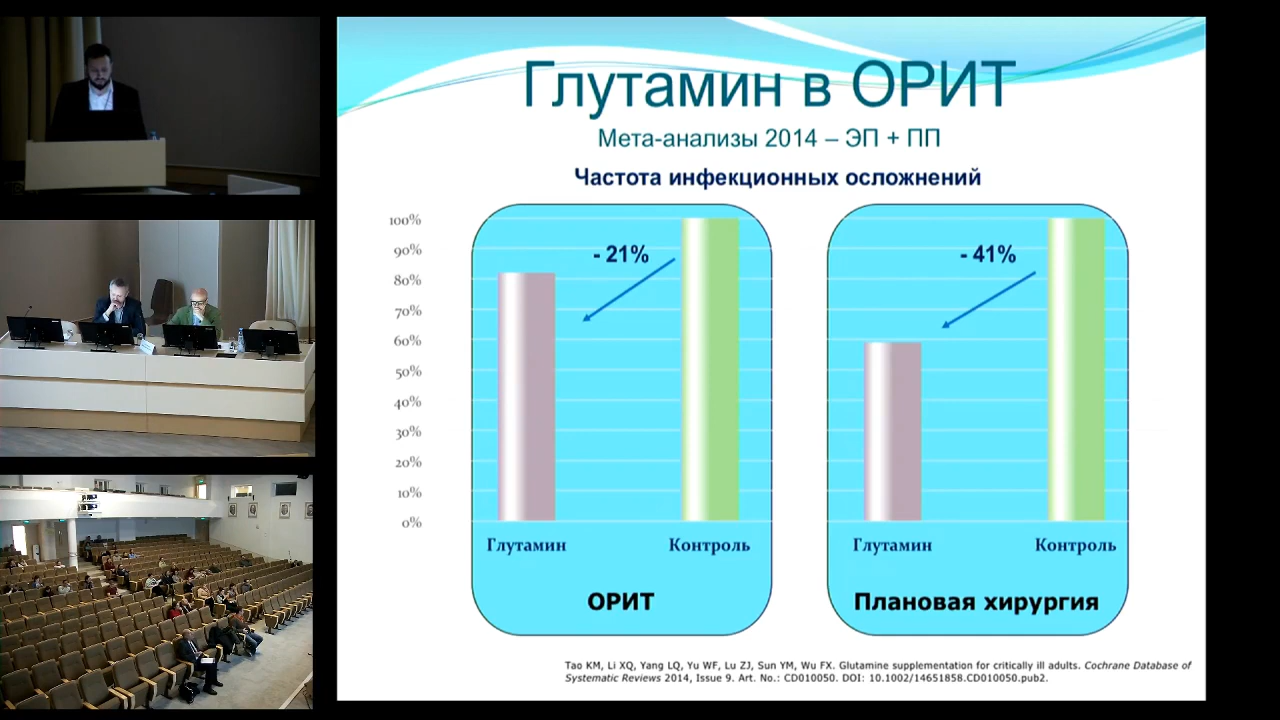 Глутамин в ОРИТ
Мета-анализы 2014 – ЭП + ПП
Частота инфекционных осложнений
100%
90%
80%
70%
60%
50%
40%
30%
20%
10%
0%
- 21%
Глутамин Контроль
ОРИТ
- 41%
Глутамин Контроль
Плановая хирургия
Tao KM, Li XQ, Yang LQ, Yu WF, Lu ZJ, Sun YM, Wu FX. Glutamine supplementation for critically ill adults. Cochrane Database of
Systematic Reviews 2014, Issue 9. Art. No.: CD010050. DOI: 10.1002/14651858.CD010050.pub2.